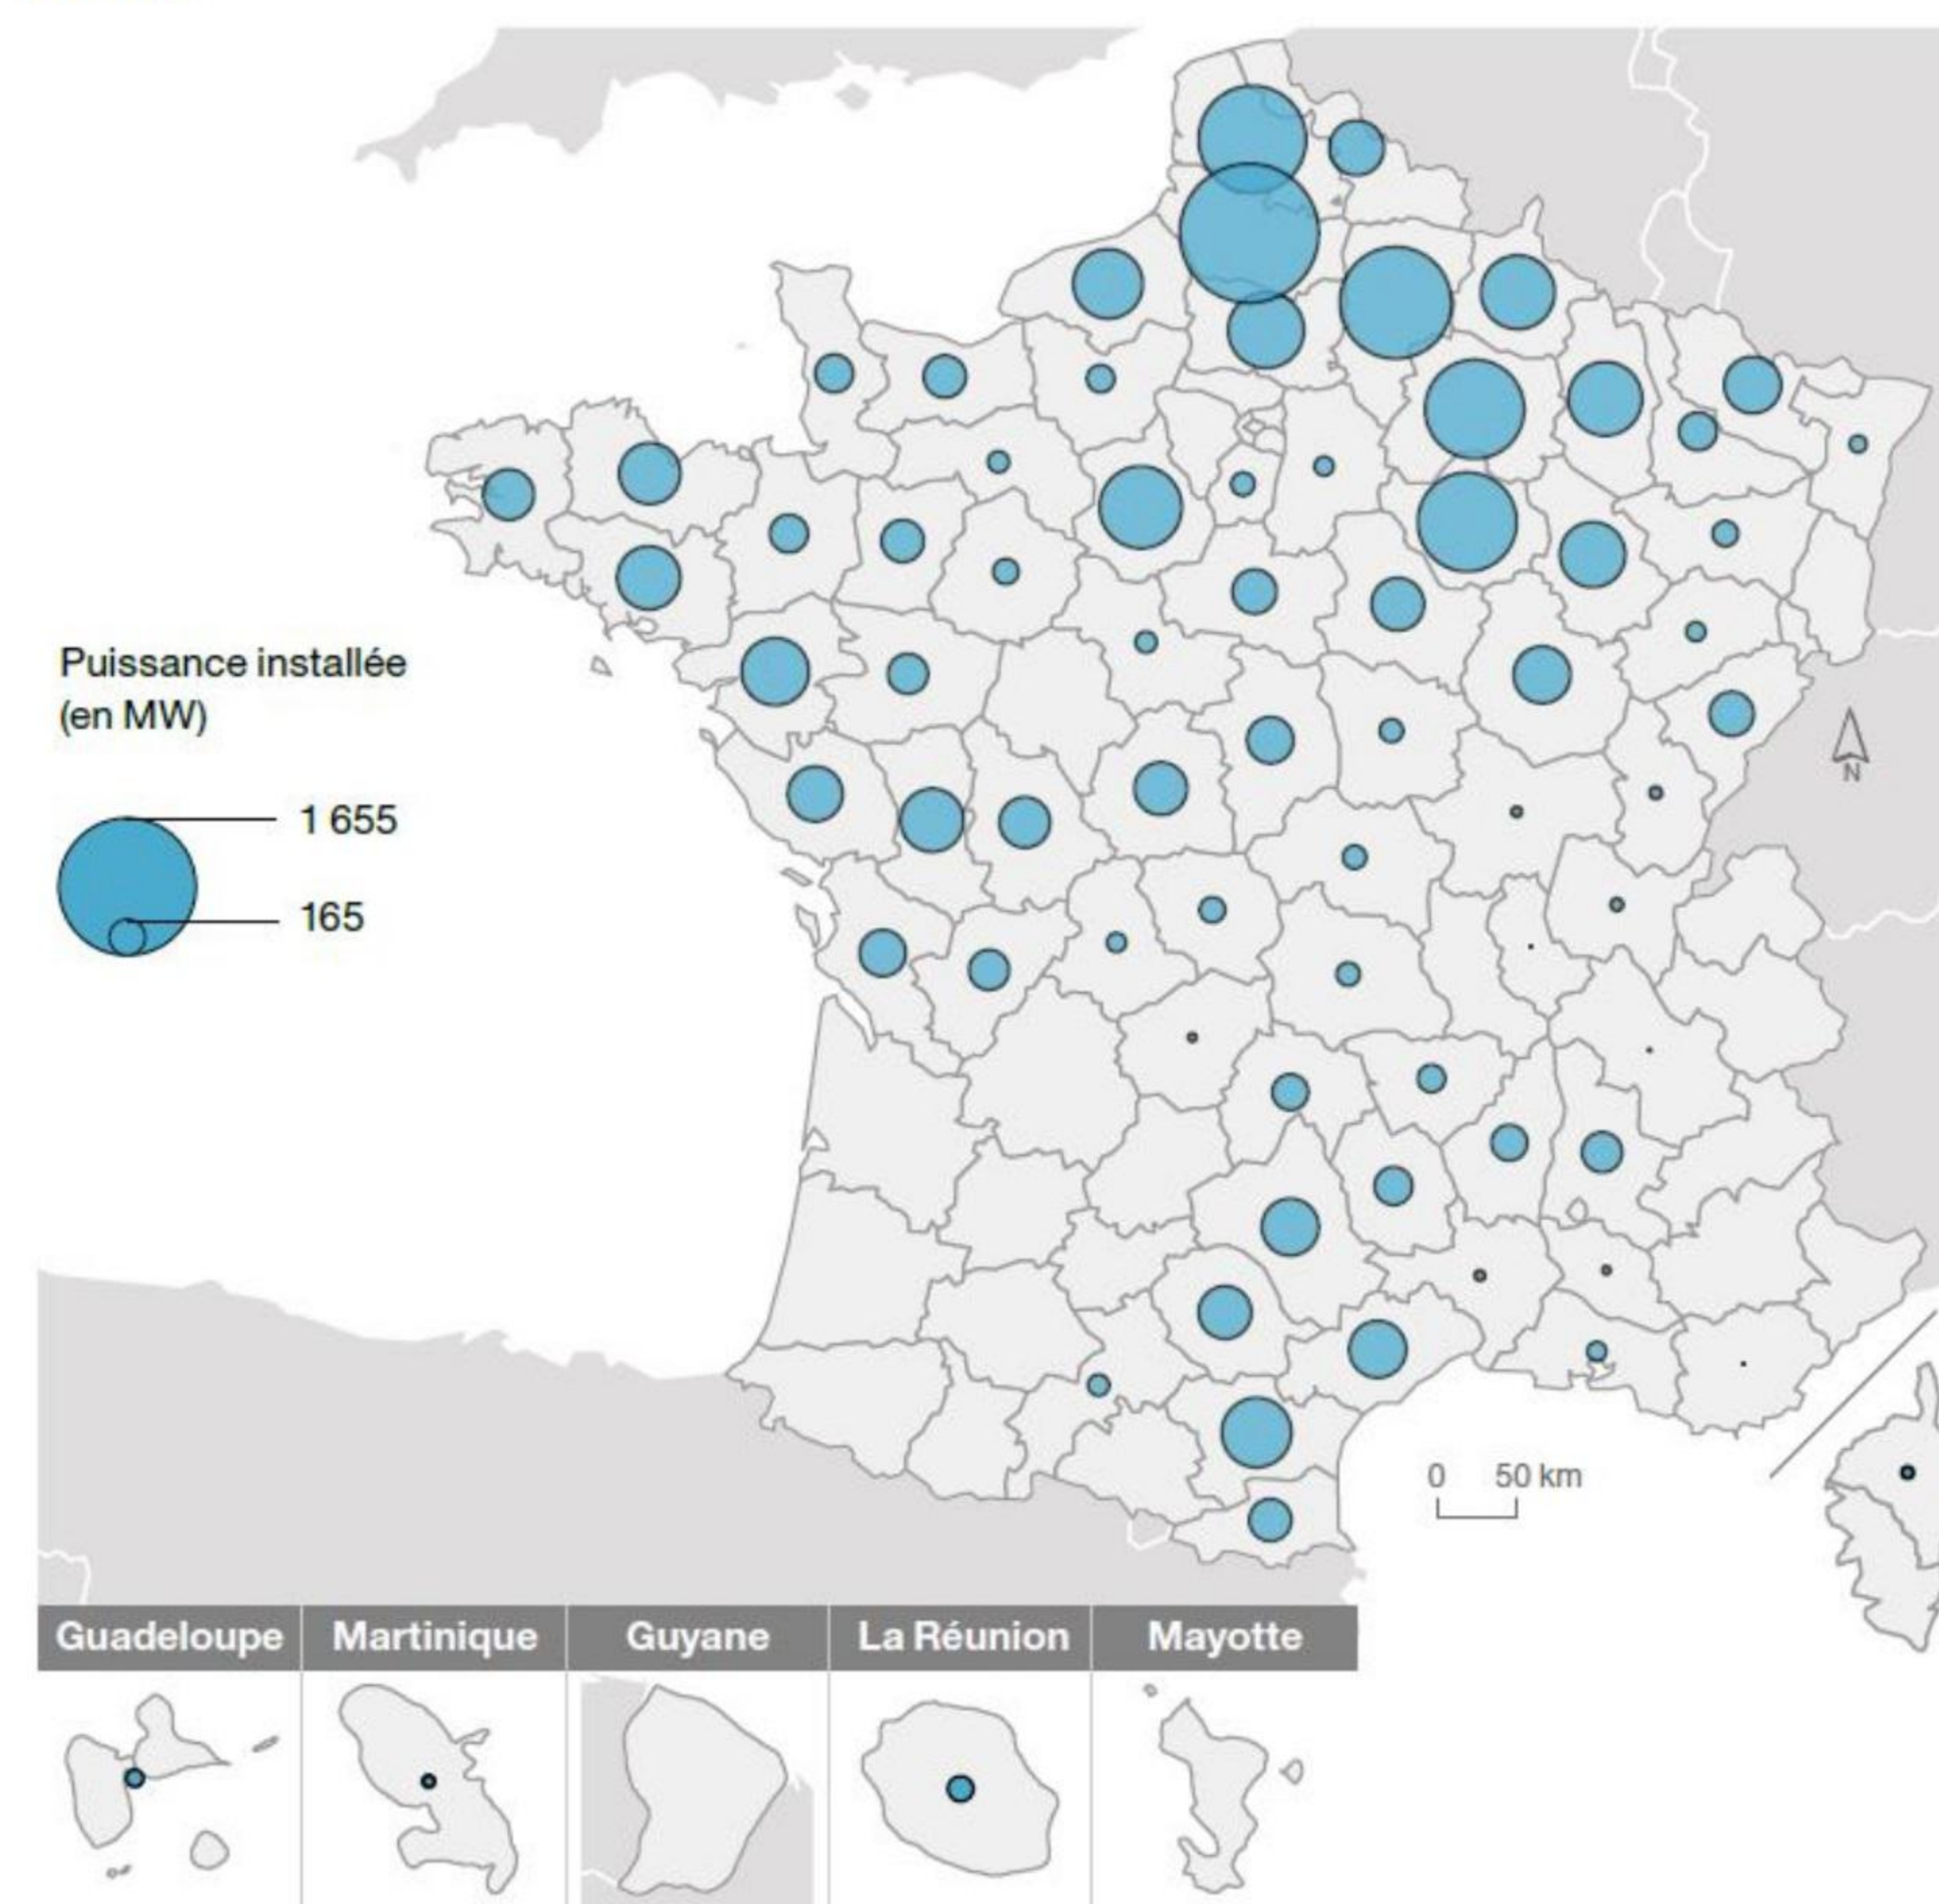 Puissance installée
(en MW)
1 655
165
N
0 50 km
Guadeloupe Martinique Guyane La Réunion Mayotte